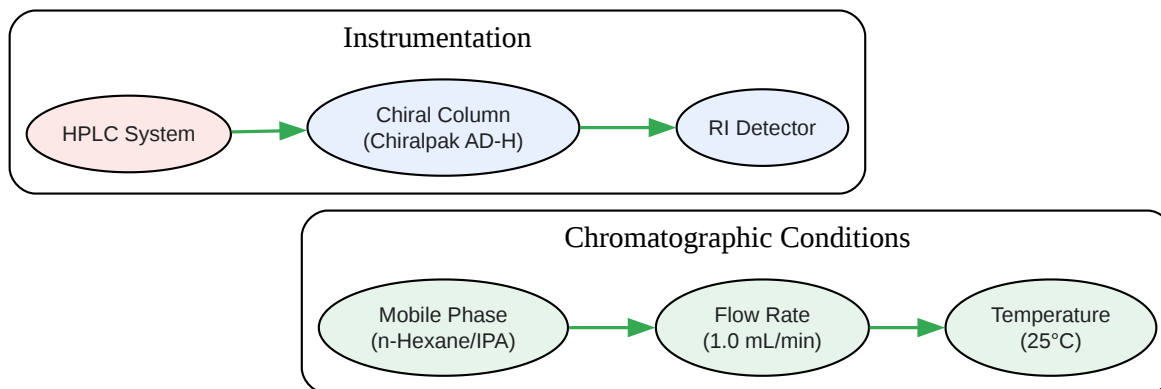 Instrumentation
HPLC System
Chiral Column
(Chiralpak AD-H)
RI Detector
Chromatographic Conditions
Mobile Phase
(n-Hexane/IPA)
Flow Rate
(1.0 mL/min)
Temperature
(25°C)